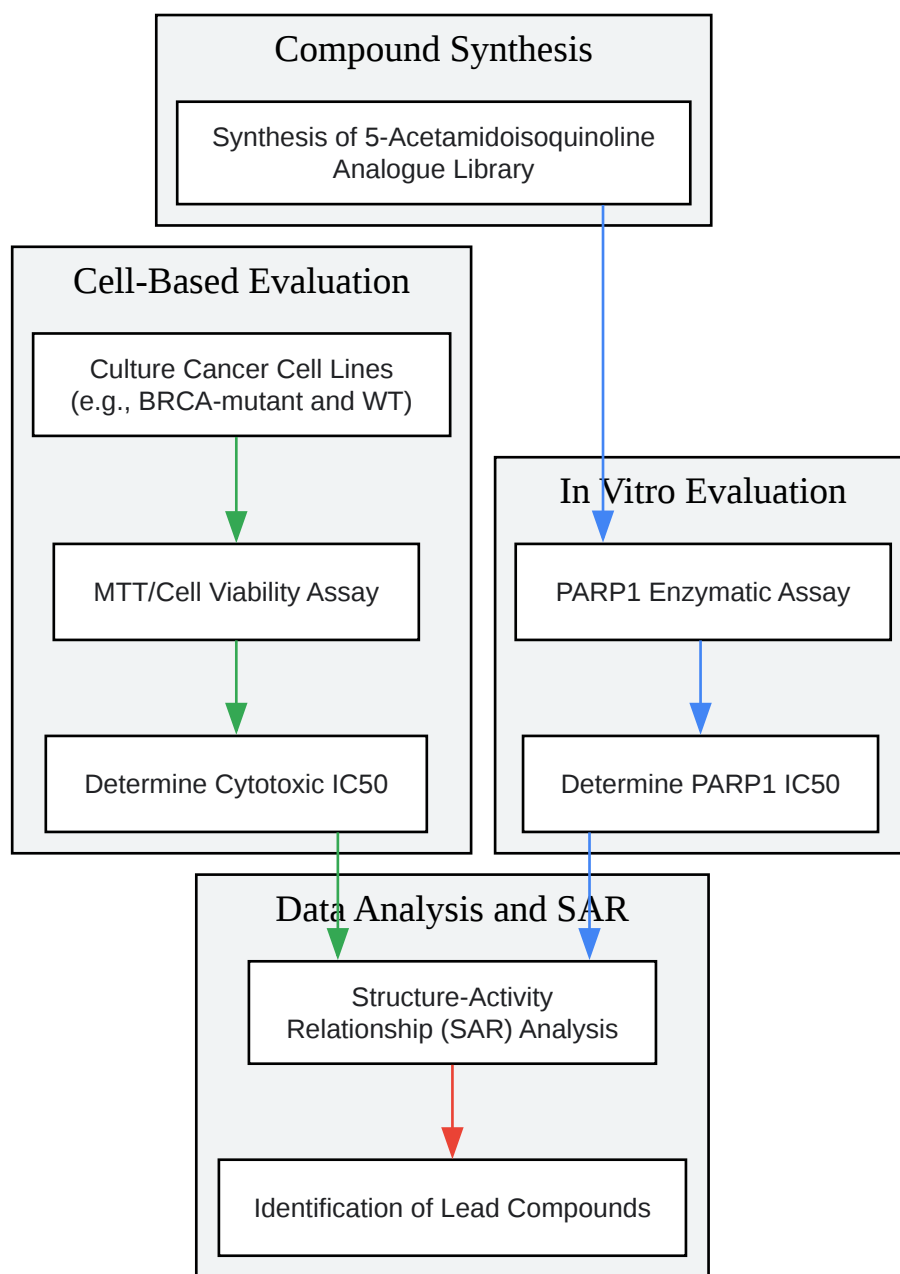 Compound Synthesis
Synthesis of 5-Acetamidoisoquinoline
Analogue Library
Cell-Based Evaluation
Culture Cancer Cell Lines
(e.g., BRCA-mutant and WT)
MTT/Cell Viability Assay
Determine Cytotoxic IC50
In Vitro Evaluation
PARP1 Enzymatic Assay
Determine PARP1 IC50
Data Analysis and SAR
Structure-Activity
Relationship (SAR) Analysis
Identification of Lead Compounds